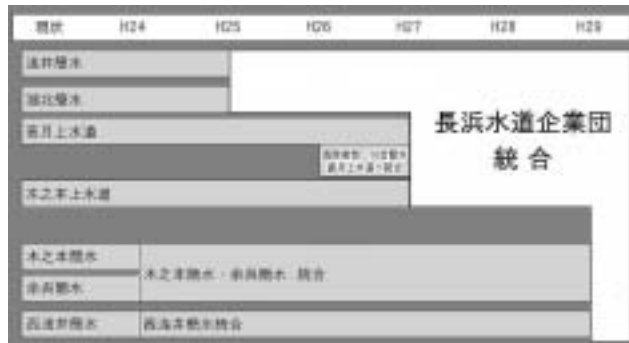 現状 H24 H25 H26 H27 H28 H29
浅井簡水
湖北簡水
高月上水道
長浜水道企業団
統合
木之本上水道
木之本簡水
木之本簡水・余呉簡水 統合
余呉簡水
西浅井簡水 西浅井簡水統合